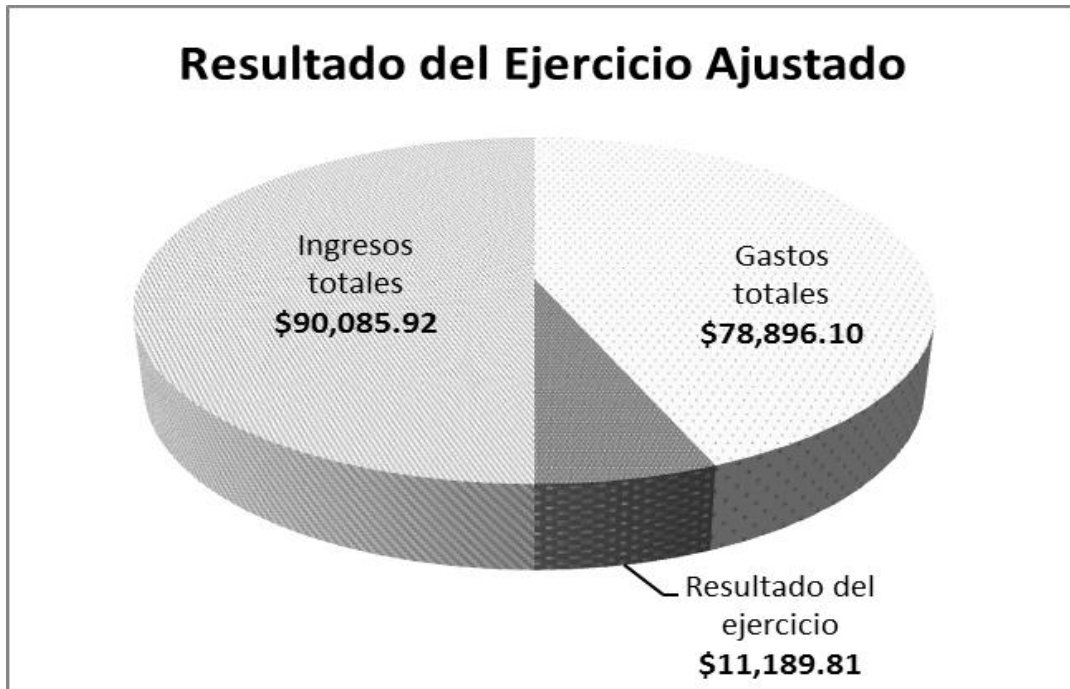 Resultado del Ejercicio Ajustado
Ingresos
totales
$90,085.92
Gastos
totales
$78,896.10
Resultado del
ejercicio
$11,189.81